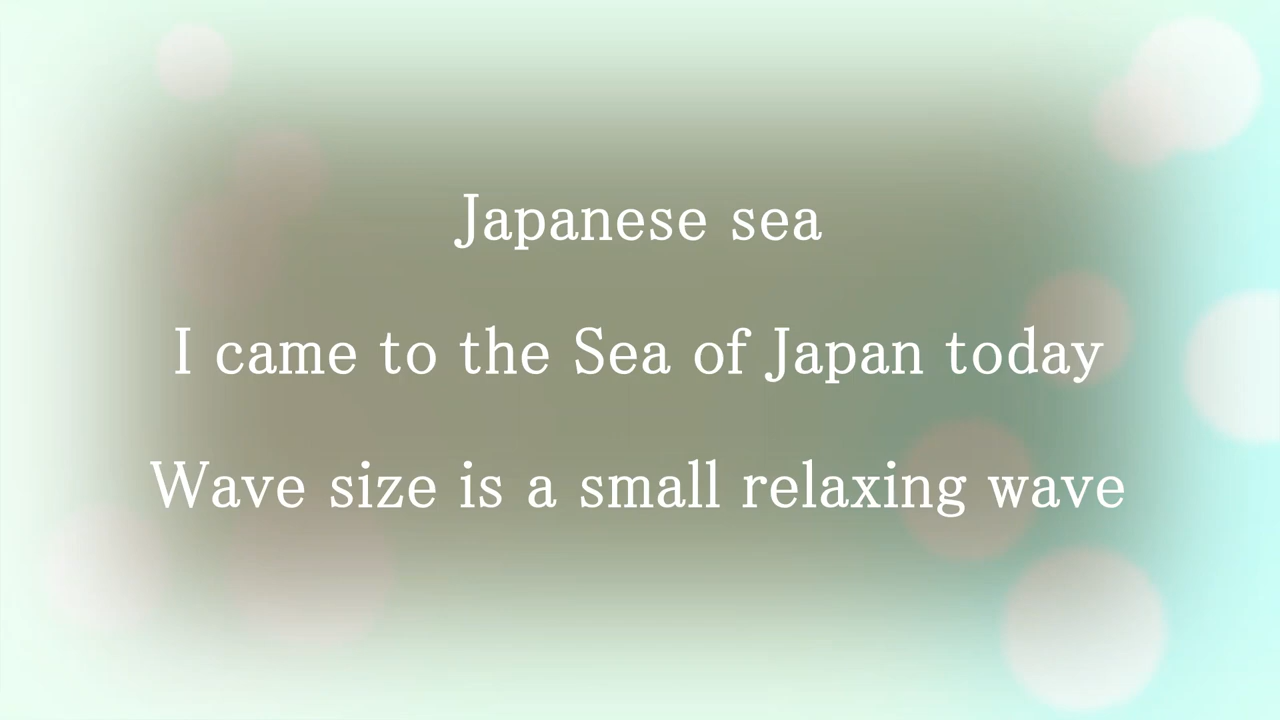 Japanese sea
I came to the Sea of Japan today
Wave size is a small relaxing wave